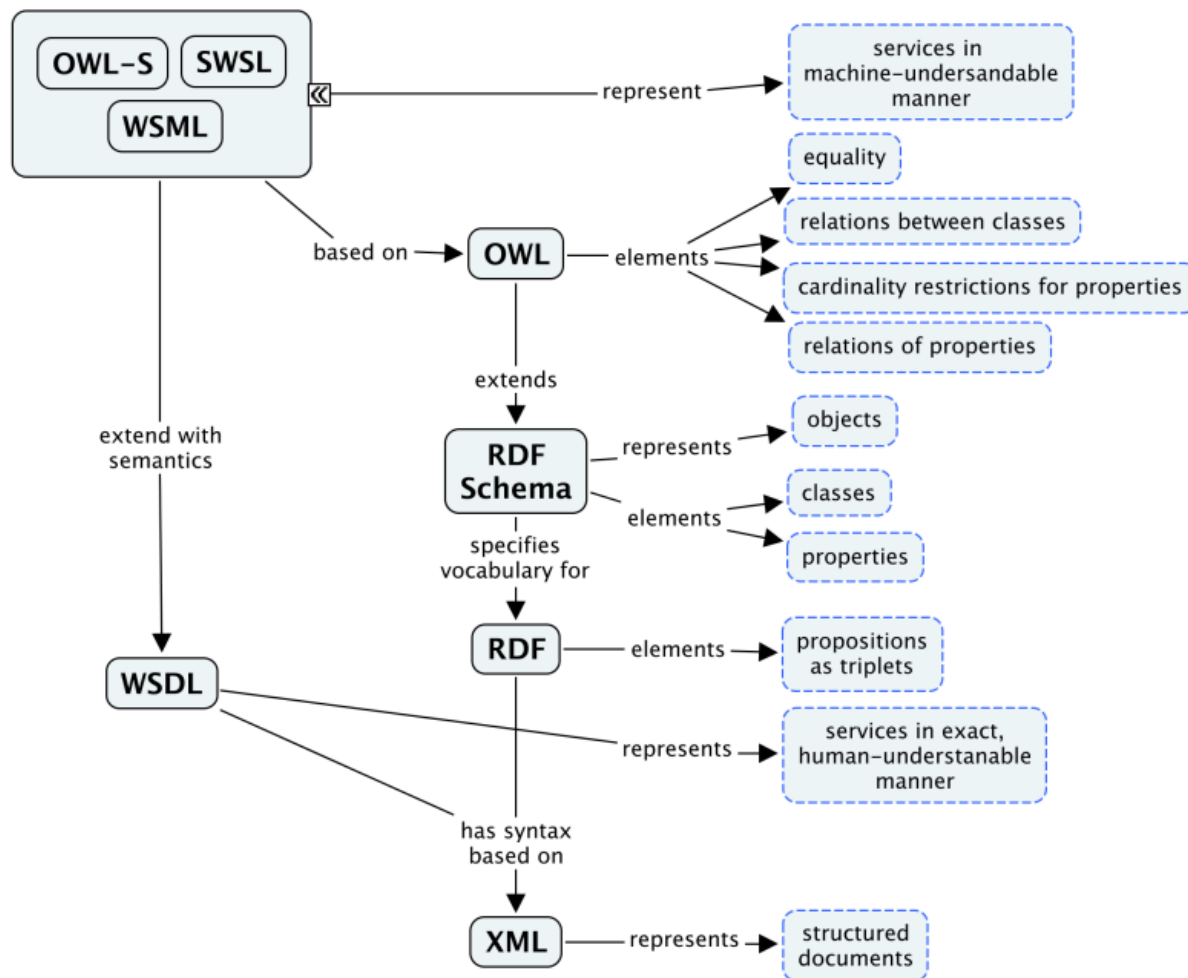 OWL-S
SWSL
WSML
represent
services in
machine-undersandable
manner
equality
relations between classes
based on
OWL
elements
cardinality restrictions for properties
relations of properties
extends
objects
extend with
semantics
RDF
Schema
represents
classes
elements
properties
specifies
vocabulary for
RDF
elements
propositions
as triplets
WSDL
represents
services in exact,
human-understanable
manner
has syntax
based on
XML
represents
structured
documents